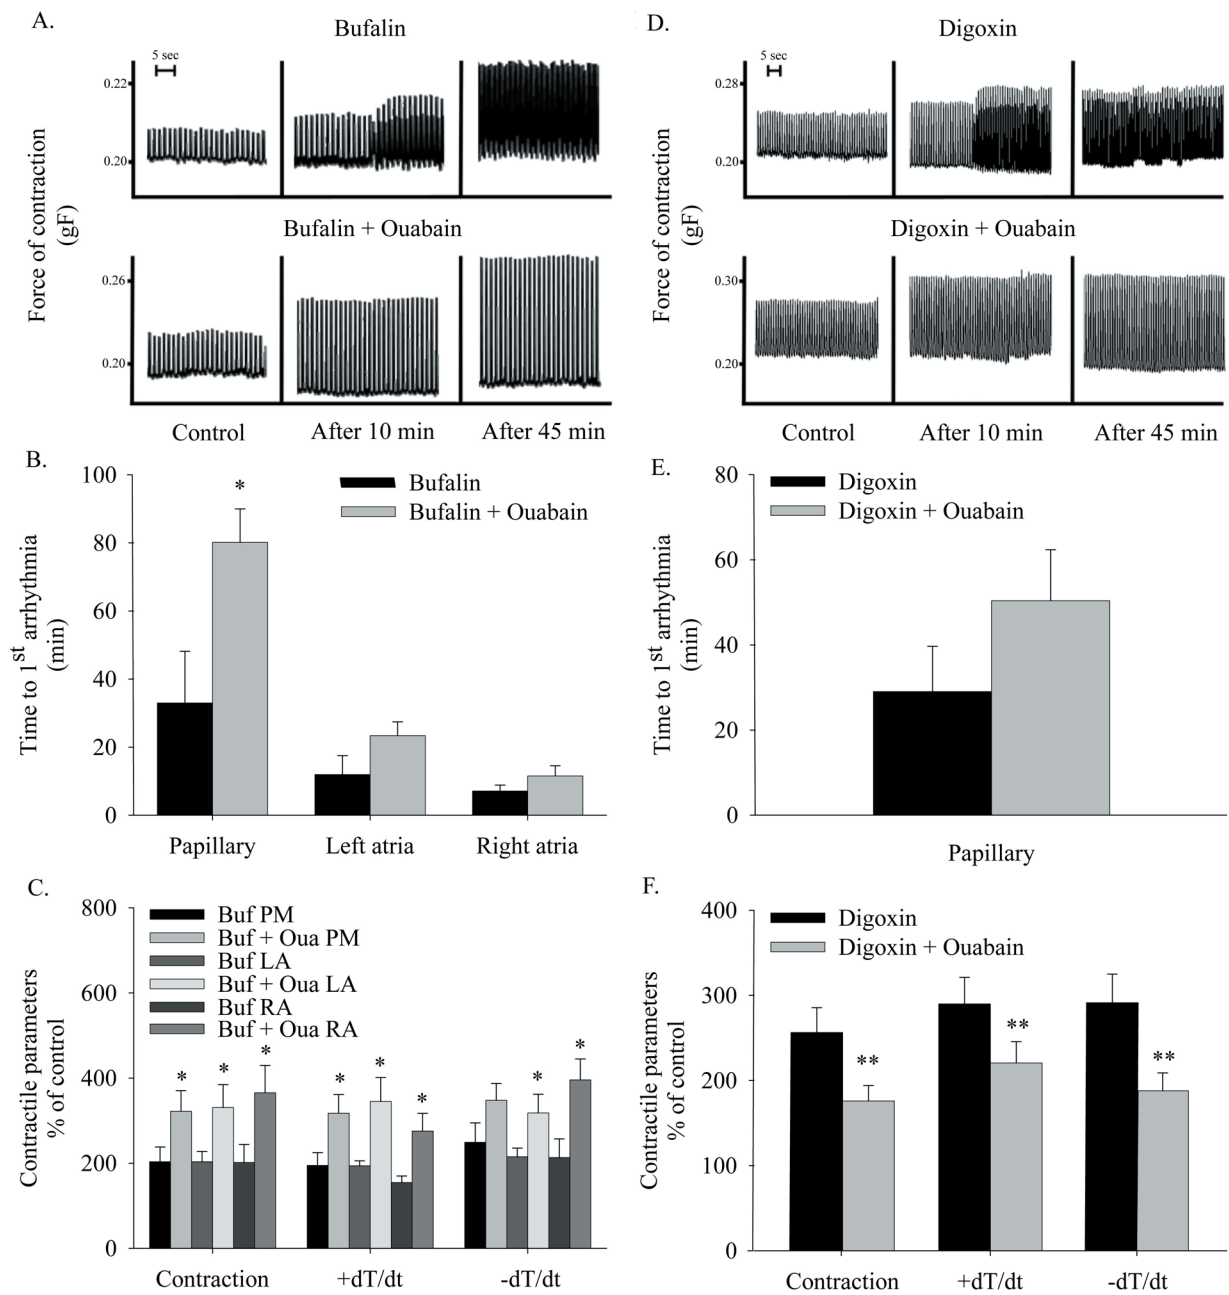 A.
Bufalin
5 sec
0.22
0.20
Force of contraction
(gF)
Bufalin + Ouabain
0.26
0.20
Control
After 10 min
After 45 min
D.
Digoxin
5 sec
0.28
0.20
Force of contraction
(gF)
Digoxin + Ouabain
0.30
0.20
Control
After 10 min
After 45 min
B.
100
80
60
40
20
0
Time to 1st arrhythmia
(min)
Bufalin
Bufalin + Ouabain
*
Papillary
Left atria
Right atria
E.
80
60
40
20
0
Time to 1st arrhythmia
(min)
Digoxin
Digoxin + Ouabain
Papillary
C.
800
600
400
200
0
Contractile parameters
% of control
Buf PM
Buf + Oua PM
Buf LA
Buf + Oua LA
Buf RA
Buf + Oua RA
* * *
* * *
* *
Contraction
+dT/dt
-dT/dt
F.
400
300
200
100
0
Contractile parameters
% of control
Digoxin
Digoxin + Ouabain
**
**
**
Contraction
+dT/dt
-dT/dt